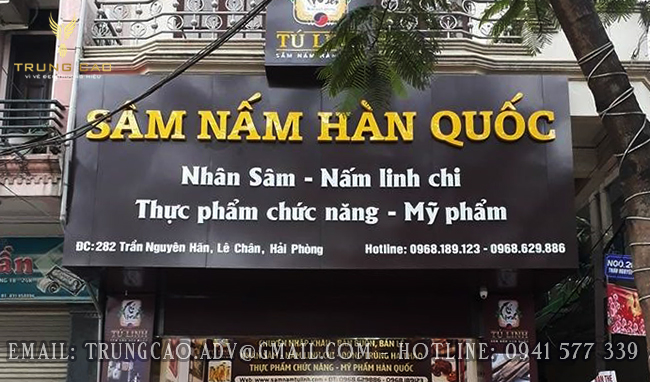 TRUNG CAO
TÚ LINH
SÂM NẤM HÀN
SÂM NẤM HÀN QUỐC
Nhân Sâm - Nấm linh chi
Thực phẩm chức năng - Mỹ phẩm
ĐC: 282 Trần Nguyên Hãn, Lê Chân, Hải Phòng
Hotline: 0968.189.123 - 0968.629.886
NGÕ
TÚ LINH
TÚ LINH
THỰC PHẨM CHỨC NĂNG - MỸ PHẨM HÀN QUỐC
EMAIL: TRUNGCAO.ADV@GMAIL.COM - HOTLINE: 0941 577 339